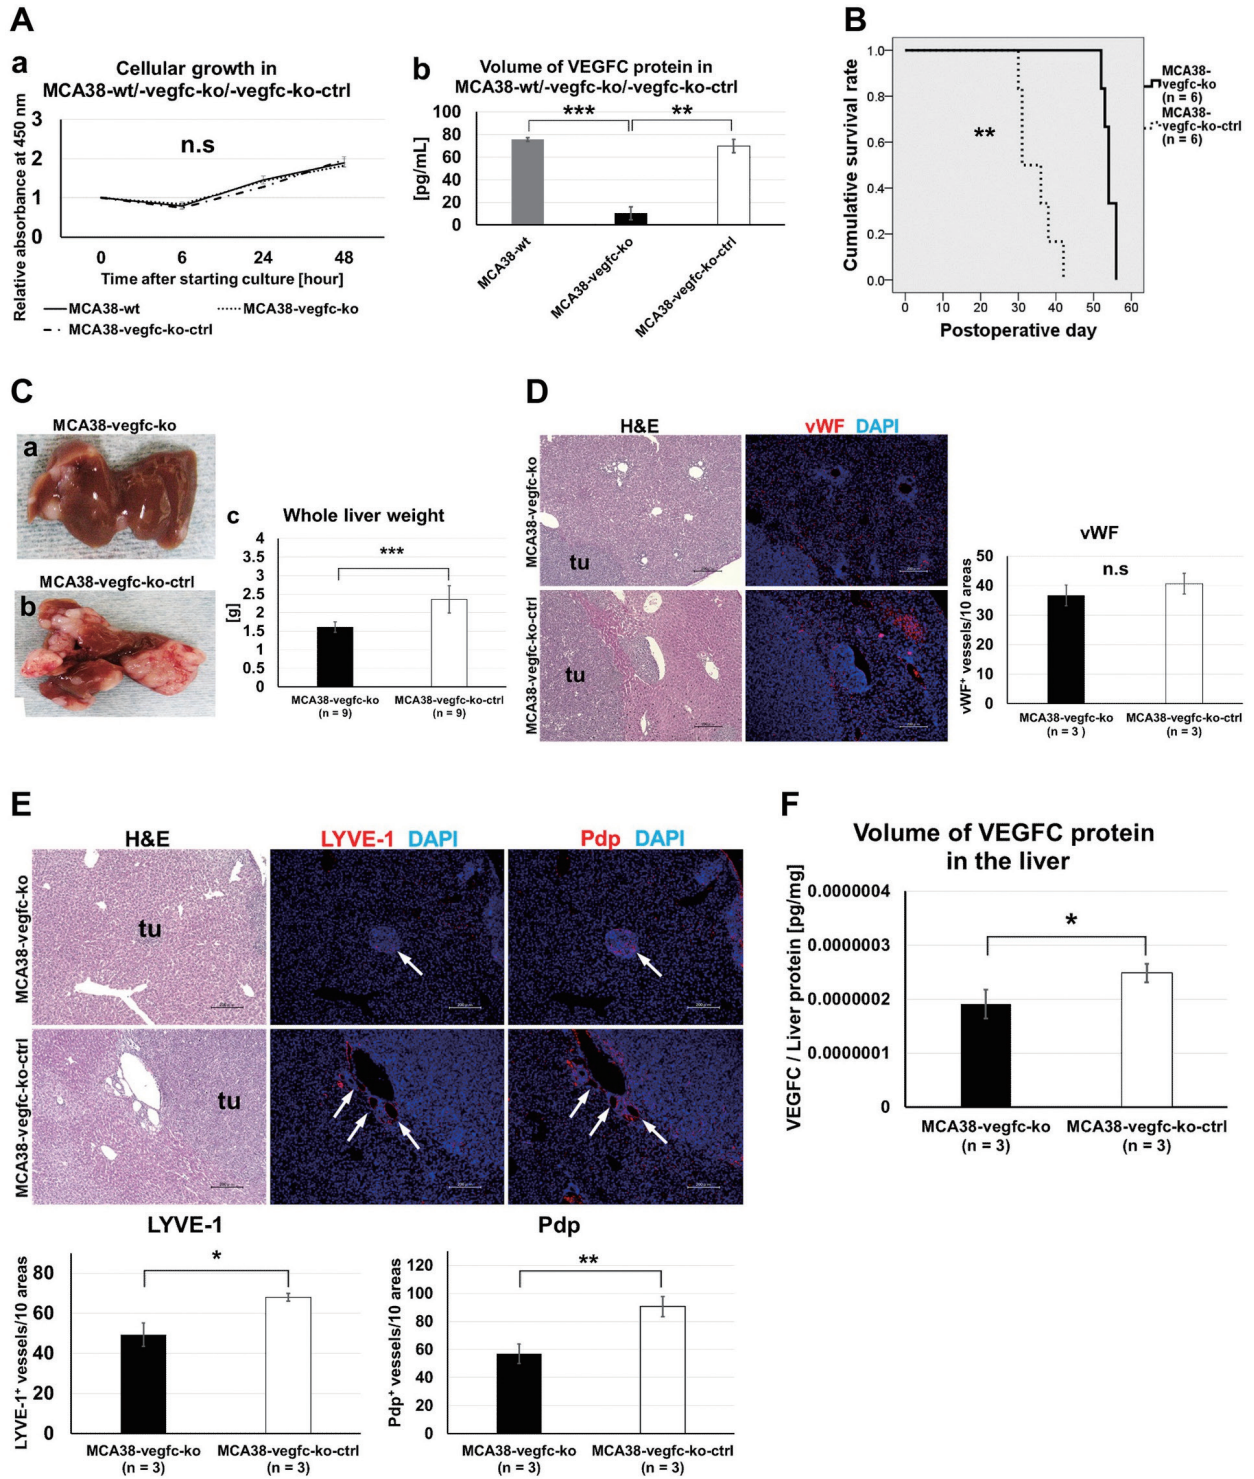 A
a
Cellular growth in
MCA38-wt/-vegfc-ko/-vegfc-ko-ctrl
Relative absorbance at 450 nm
3
2
1
0
n.s
0 6 24 48
Time after starting culture [hour]
MCA38-wt
MCA38-vegfc-ko
MCA38-vegfc-ko-ctrl
b
Volume of VEGFC protein in
MCA38-wt/-vegfc-ko/-vegfc-ko-ctrl
[pg/mL]
100
80
60
40
20
0
*** **
MCA38-wt
MCA38-vegfc-ko
MCA38-vegfc-ko-ctrl
B
Cumulative survival rate
1.0
0.8
0.6
0.4
0.2
0.0
**
0 10 20 30 40 50 60
Postoperative day
MCA38-
vegfc-ko
(n = 6)
MCA38-
vegfc-ko-ctrl
(n = 6)
C
MCA38-vegfc-ko
a
MCA38-vegfc-ko-ctrl
b
c
Whole liver weight
[g]
4
3.5
3
2.5
2
1.5
1
0.5
0
***
MCA38-vegfc-ko
(n = 9)
MCA38-vegfc-ko-ctrl
(n = 9)
D
H&E
vWF DAPI
MCA38-vegfc-ko
tu
MCA38-vegfc-ko-ctrl
tu
vWF
vWF+ vessels/10 areas
50
40
30
20
10
0
n.s
MCA38-vegfc-ko
(n = 3 )
MCA38-vegfc-ko-ctrl
(n = 3)
E
H&E
LYVE-1 DAPI
Pdp DAPI
MCA38-vegfc-ko
tu
MCA38-vegfc-ko-ctrl
tu
LYVE-1
LYVE-1+ vessels/10 areas
80
60
40
20
0
*
MCA38-vegfc-ko
(n = 3)
MCA38-vegfc-ko-ctrl
(n = 3)
Pdp
Pdp+ vessels/10 areas
120
100
80
60
40
20
0
**
MCA38-vegfc-ko
(n = 3)
MCA38-vegfc-ko-ctrl
(n = 3)
F
Volume of VEGFC protein
in the liver
VEGFC / Liver protein [pg/mg]
0.0000004
0.0000003
0.0000002
0.0000001
0
*
MCA38-vegfc-ko
(n = 3)
MCA38-vegfc-ko-ctrl
(n = 3)